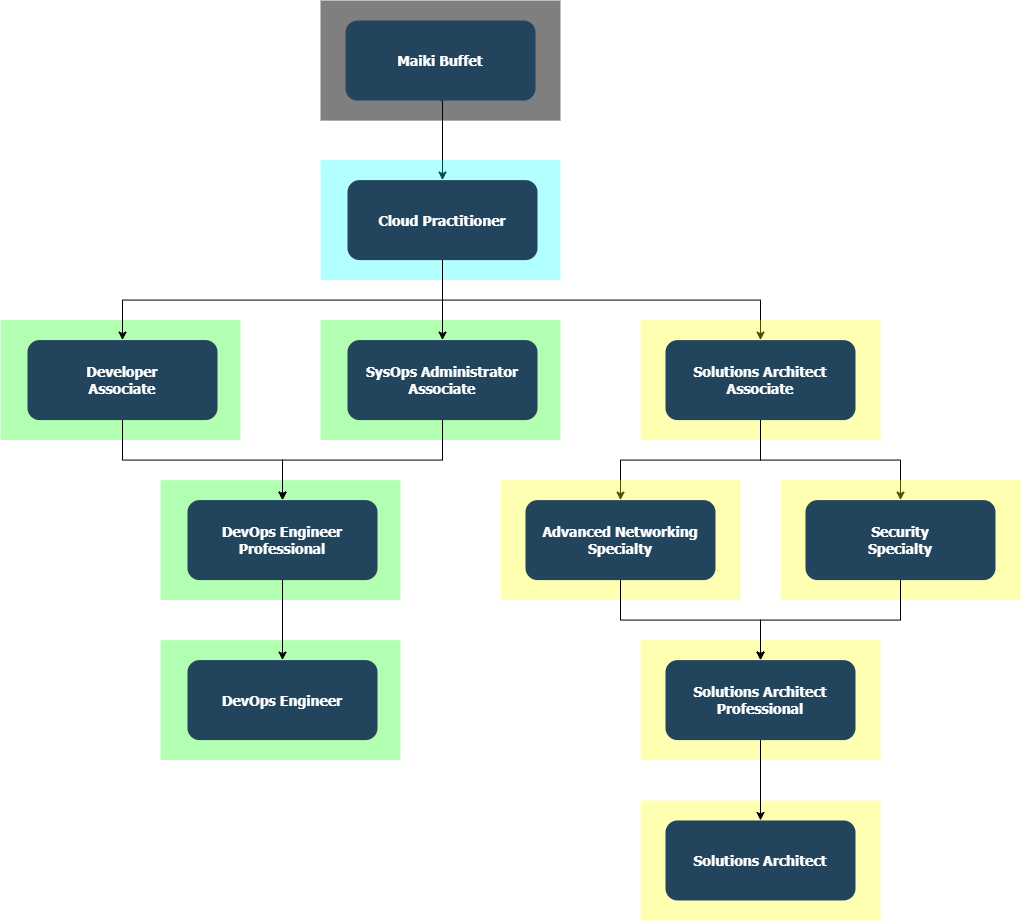 Maiki Buffet
Cloud Practitioner
Developer
Associate
SysOps Administrator
Associate
Solutions Architect
Associate
DevOps Engineer
Professional
Advanced Networking
Specialty
Security
Specialty
DevOps Engineer
Solutions Architect
Professional
Solutions Architect